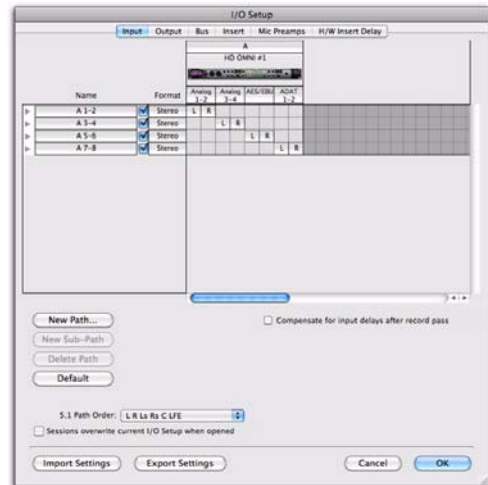 I/O Setup
Input Output Bus Insert Mic Preamps H/W Insert Delay
A
HD OMNI #1
Name Format Analog 1-2 Analog 3-4 AES/EBU ADAT 1-2
A 1-2 Stereo L R
A 3-4 Stereo L R
A 5-6 Stereo L R
A 7-8 Stereo L R
New Path... Compensate for input delays after record pass
New Sub-Path
Delete Path
Default
5.1 Path Order: L R Ls Rs C LFE
Sessions overwrite current I/O Setup when opened
Import Settings Export Settings Cancel OK